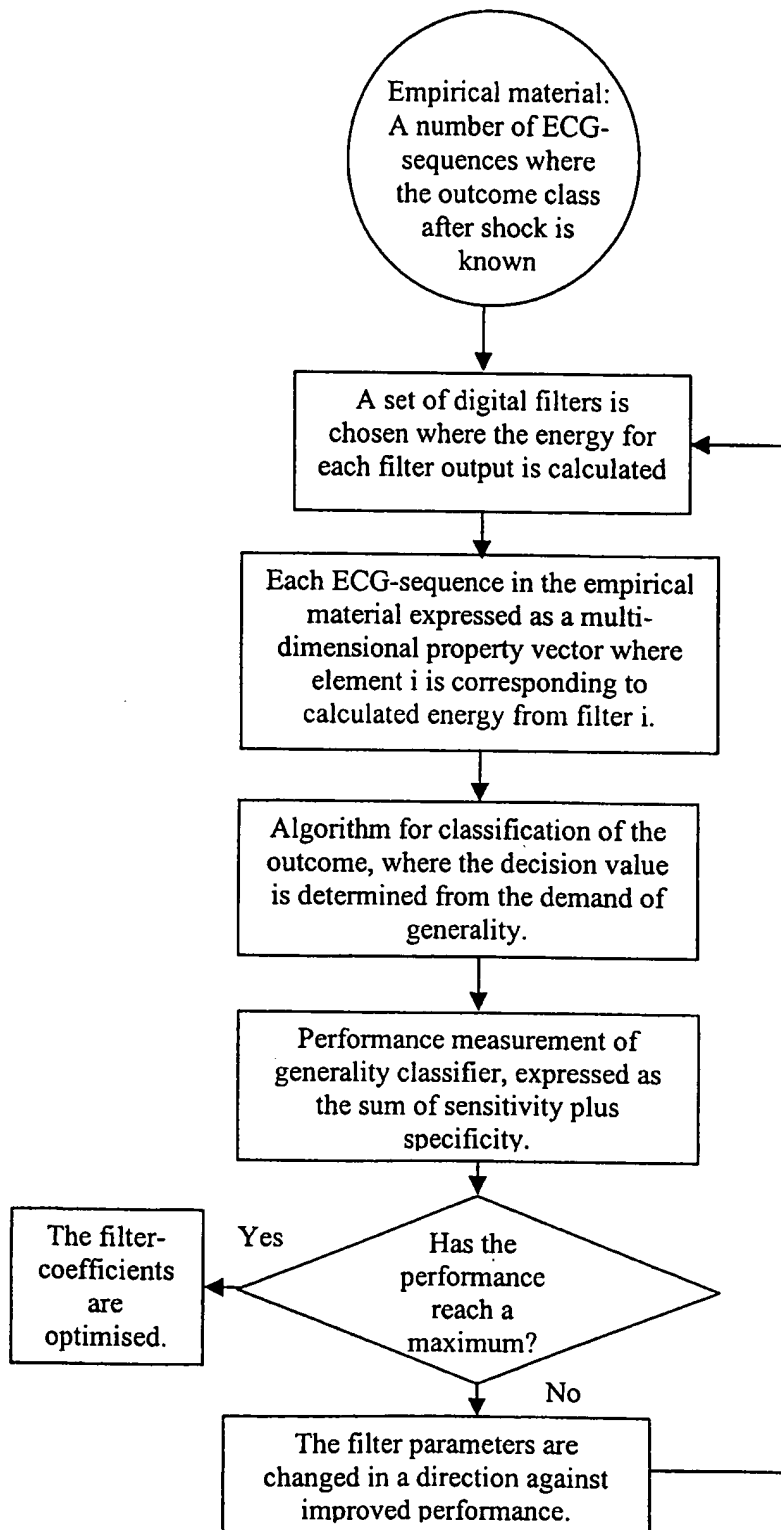 Empirical material:
A number of ECG-
sequences where
the outcome class
after shock is
known
A set of digital filters is
chosen where the energy for
each filter output is calculated
Each ECG-sequence in the empirical
material expressed as a multi-
dimensional property vector where
element i is corresponding to
calculated energy from filter i.
Algorithm for classification of the
outcome, where the decision value
is determined from the demand of
generality.
Performance measurement of
generality classifier, expressed as
the sum of sensitivity plus
specificity.
Has the
performance
reach a
maximum?
Yes
The filter-
coefficients
are
optimised.
No
The filter parameters are
changed in a direction against
improved performance.